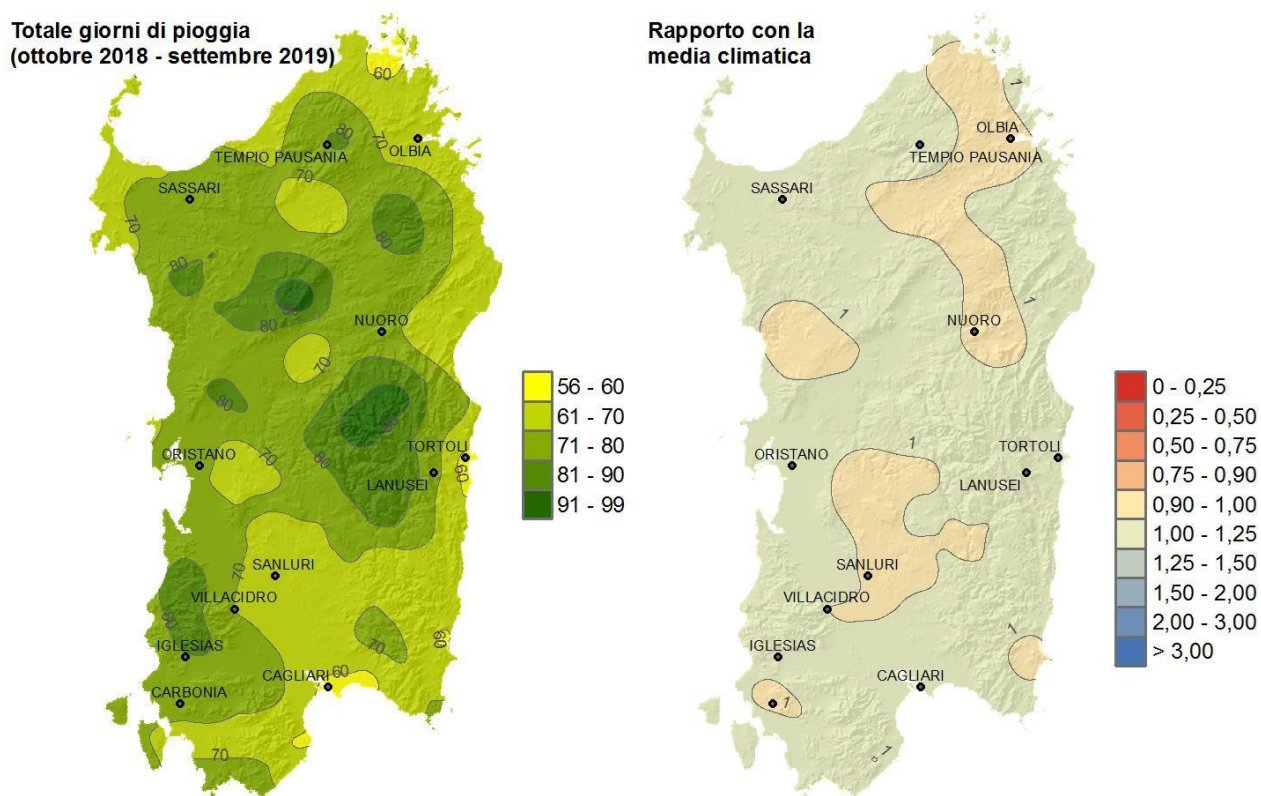 Totale giorni di pioggia
(ottobre 2018 - settembre 2019)
60
80
70
TEMPIO PAUSANIA
OLBIA
70
SASSARI
70
80
80
80
NUORO
70
80
80
TORTOLI
ORISTANO
70
LANUSEI
60
SANLURI
70
VILLACIDRO
80
70
60
IGLESIAS
60
CARBONIA
CAGLIARI
70
56 - 60
61 - 70
71 - 80
81 - 90
91 - 99
Rapporto con la
media climatica
1
OLBIA
TEMPIO PAUSANIA
SASSARI
1
1
NUORO
1
TORTOLI
ORISTANO
LANUSEI
SANLURI
VILLACIDRO
1
IGLESIAS
CAGLIARI
1
1
0 - 0,25
0,25 - 0,50
0,50 - 0,75
0,75 - 0,90
0,90 - 1,00
1,00 - 1,25
1,25 - 1,50
1,50 - 2,00
2,00 - 3,00
> 3,00